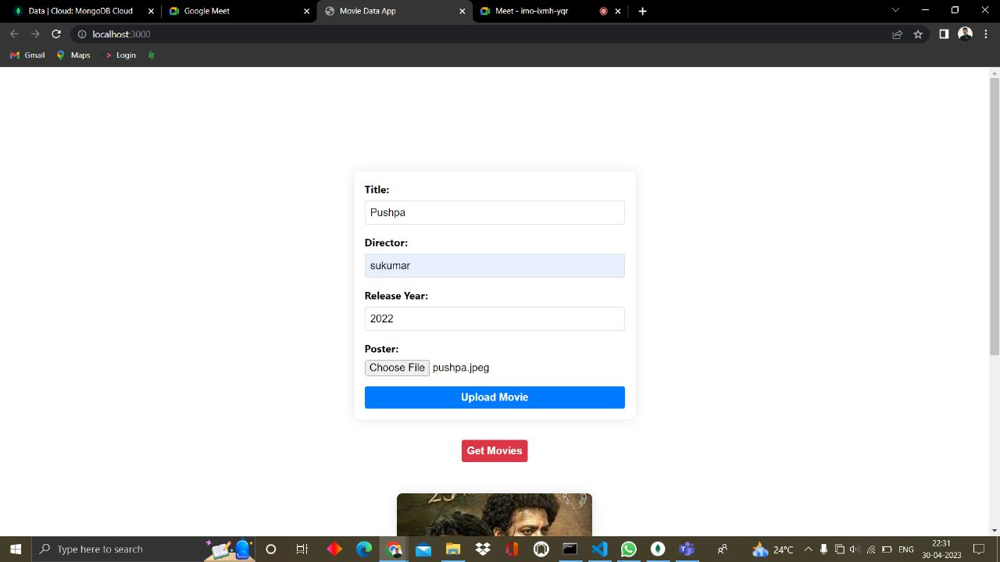 Data | Cloud: MongoDB Cloud
Google Meet
Movie Data App
Meet - imo-ixmh-yqr
localhost:3000
Gmail
Maps
Login
Title:
Pushpa
Director:
sukumar
Release Year:
2022
Poster:
Choose File pushpa.jpeg
Upload Movie
Get Movies
Type here to search
24°C
ENG
22:31
30-04-2023